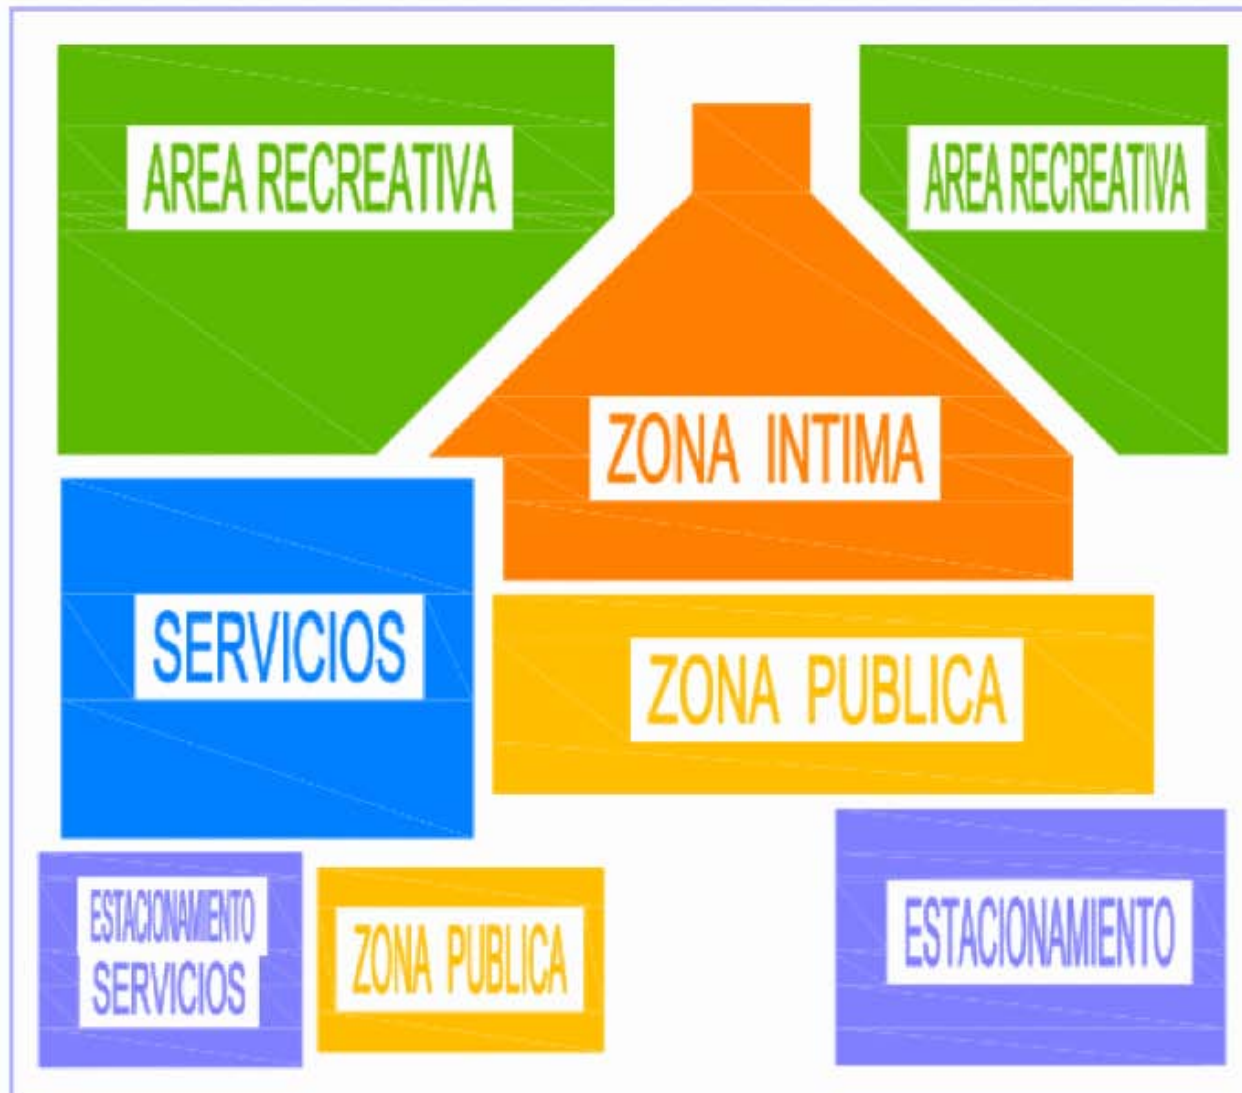 AREA RECREATIVA
AREA RECREATIVA
ZONA INTIMA
SERVICIOS
ZONA PUBLICA
ESTACIONAMIENTO
SERVICIOS
ZONA PUBLICA
ESTACIONAMIENTO